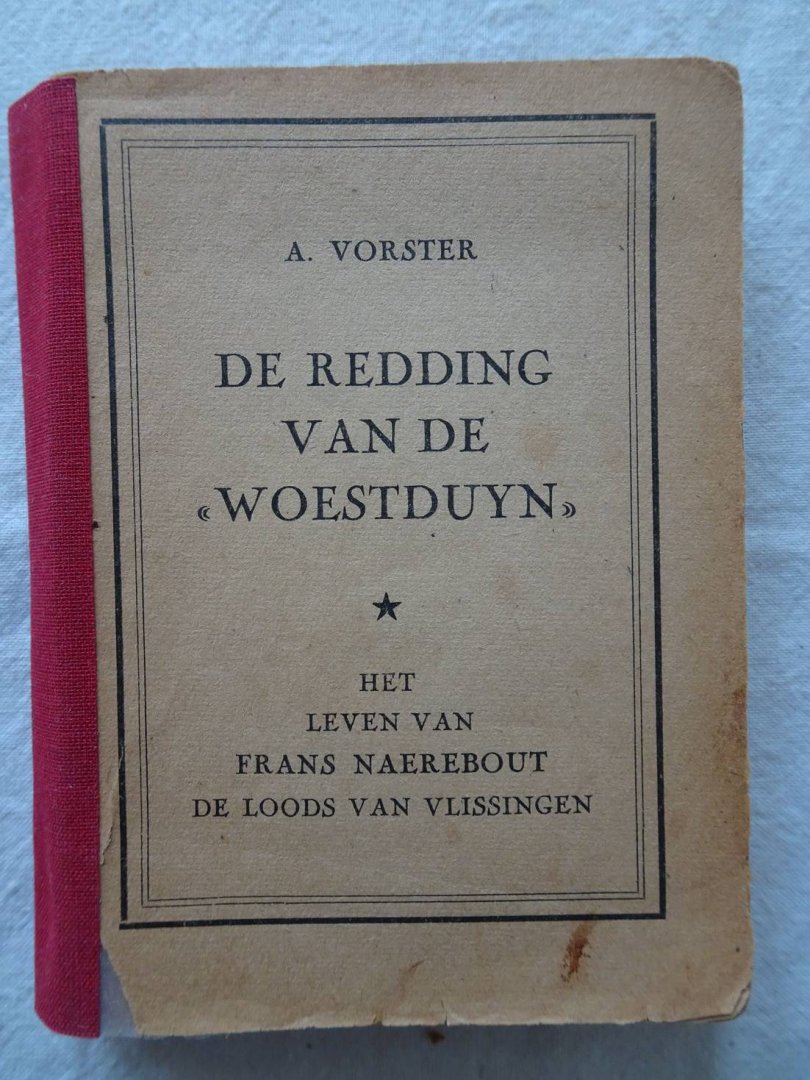 A. VORSTER
DE REDDING
VAN DE
«WOESTDUYN»
★
HET
LEVEN VAN
FRANS NAEREBOUT
DE LOODS VAN VLISSINGEN